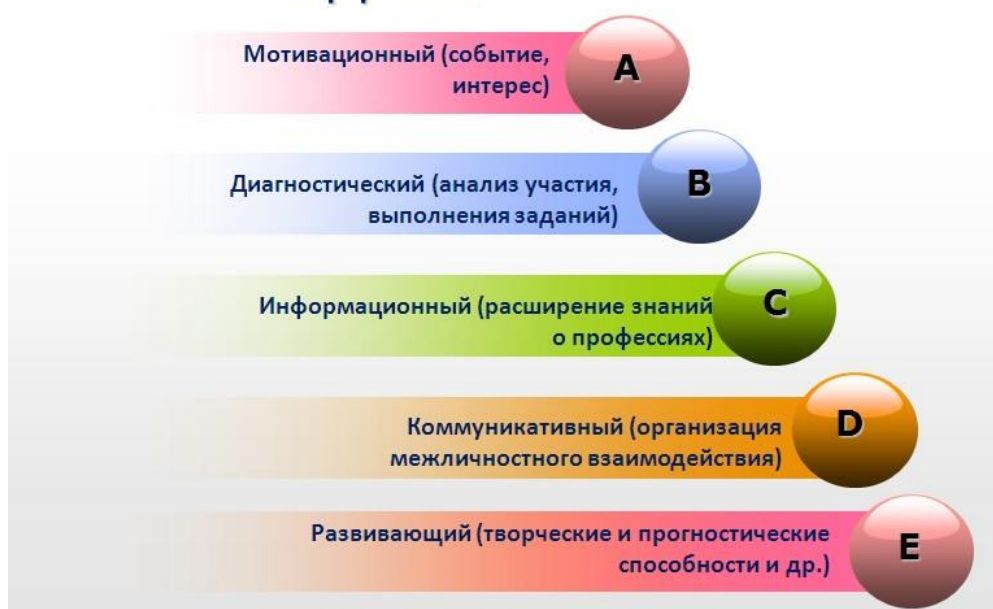 Мотивационный (событие,
интерес)
A
Диагностический (анализ участия,
выполнения заданий)
B
Информационный (расширение знаний
о профессиях)
C
Коммуникативный (организация
межличностного взаимодействия)
D
Развивающий (творческие и прогностические
способности и др.)
E